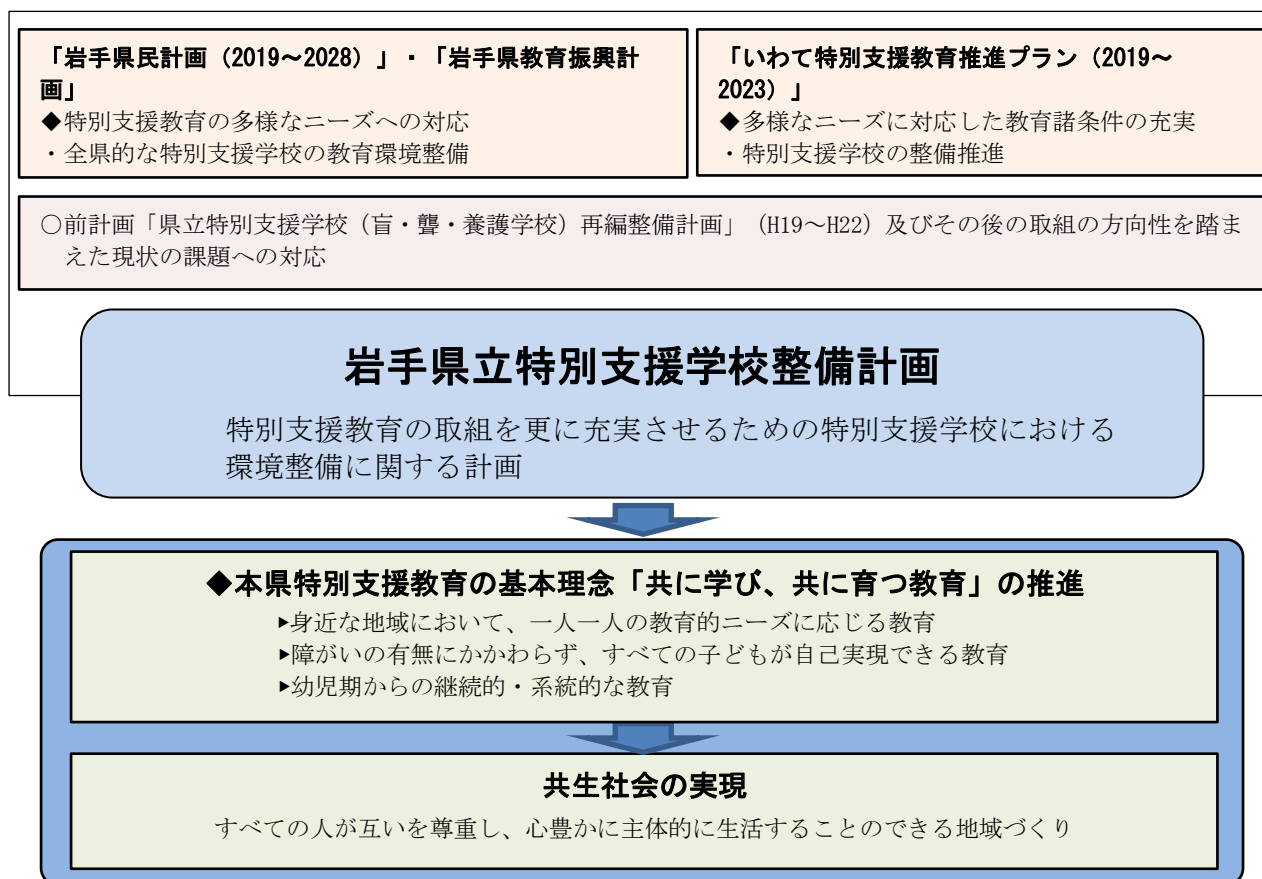 「岩手県民計画（2019～2028）」・「岩手県教育振興計
画」
◆特別支援教育の多様なニーズへの対応
・全県的な特別支援学校の教育環境整備
「いわて特別支援教育推進プラン（2019～
2023）」
◆多様なニーズに対応した教育諸条件の充実
・特別支援学校の整備推進
○前計画「県立特別支援学校（盲・聾・養護学校）再編整備計画」（H19～H22）及びその後の取組の方向性を踏ま
えた現状の課題への対応
岩手県立特別支援学校整備計画
特別支援教育の取組を更に充実させるための特別支援学校における
環境整備に関する計画
◆本県特別支援教育の基本理念「共に学び、共に育つ教育」の推進
▶身近な地域において、一人一人の教育的ニーズに応じる教育
▶障がいの有無にかかわらず、すべての子どもが自己実現できる教育
▶幼児期からの継続的・系統的な教育
共生社会の実現
すべての人が互いを尊重し、心豊かに主体的に生活することのできる地域づくり